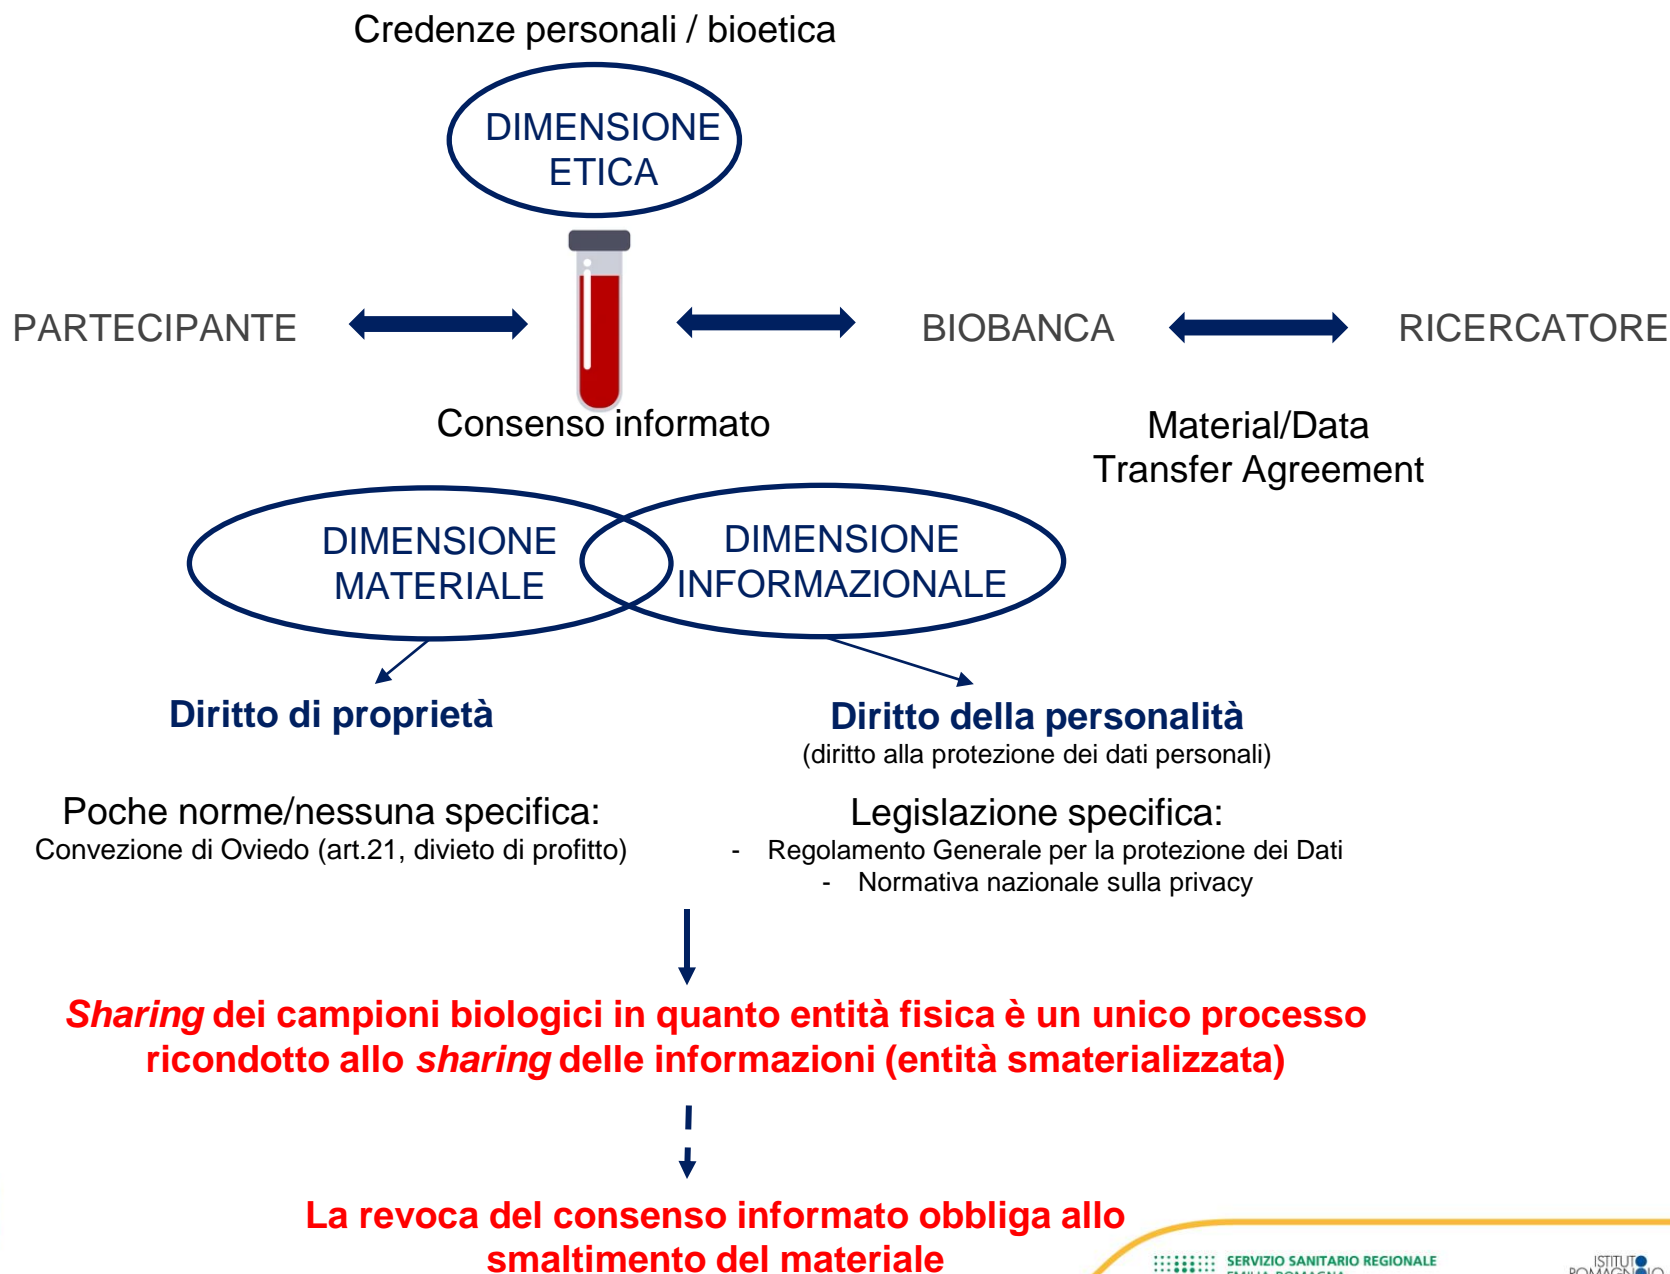 Credenze personali / bioetica
DIMENSIONE
ETICA
PARTECIPANTE
BIOBANCA
RICERCATORE
Consenso informato
Material/Data
Transfer Agreement
DIMENSIONE
MATERIALE
DIMENSIONE
INFORMAZIONALE
Diritto di proprietà
Diritto della personalità
(diritto alla protezione dei dati personali)
Poche norme/nessuna specifica:
Convezione di Oviedo (art.21, divieto di profitto)
Legislazione specifica:
- Regolamento Generale per la protezione dei Dati
- Normativa nazionale sulla privacy
Sharing dei campioni biologici in quanto entità fisica è un unico processo
ricondotto allo sharing delle informazioni (entità smaterializzata)
La revoca del consenso informato obbliga allo
smaltimento del materiale
SERVIZIO SANITARIO REGIONALE
ISTITUTO